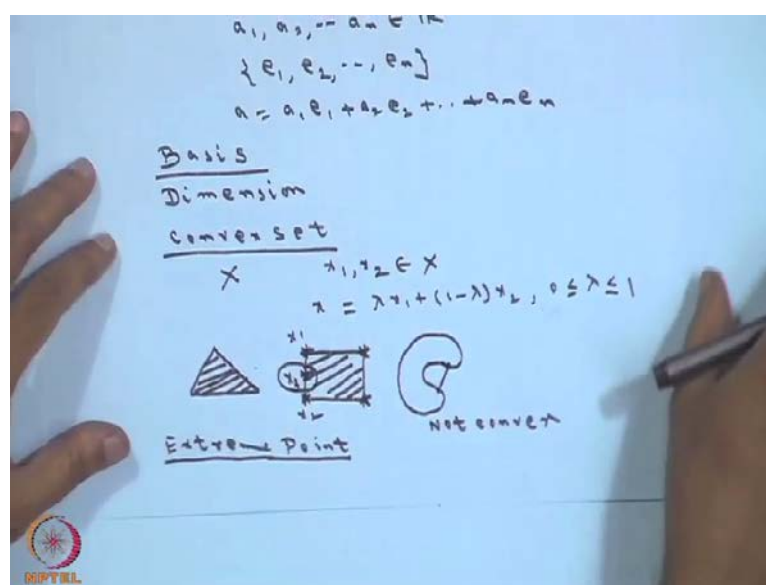 a₁, a₂, -- aₙ ∈ IR
{e₁, e₂, --, eₙ}
a = a₁e₁ + a₂e₂ + .. + aₙeₙ
Basis
Dimension
Convex set
X x₁, x₂ ∈ X
x = λx₁ + (1-λ)x₂, 0 ≤ λ ≤ 1
x₁
x₂
Not convex
Extreme Point
NPTEL